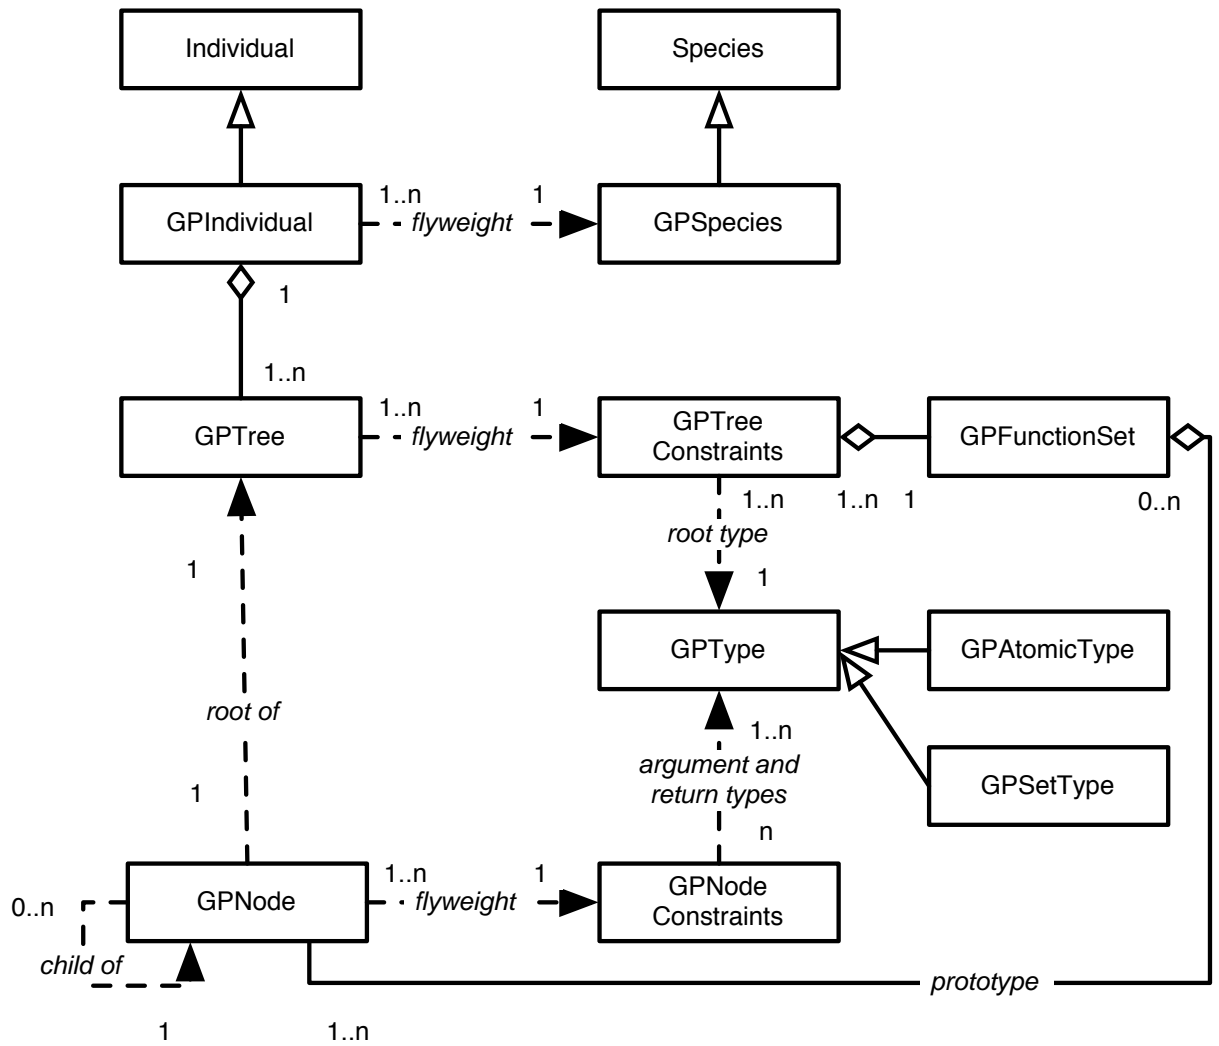 Individual
Species
GPIndividual
1..n
flyweight
1
GPSpecies
1
1..n
GPTree
1..n
flyweight
1
GPTree
Constraints
GPFunctionSet
1..n
1..n
1
0..n
root type
1
1
GPType
GPAtomicType
root of
1..n
argument and
return types
GPSetType
1
n
0..n
GPNode
1..n
flyweight
1
GPNode
Constraints
child of
prototype
1
1..n